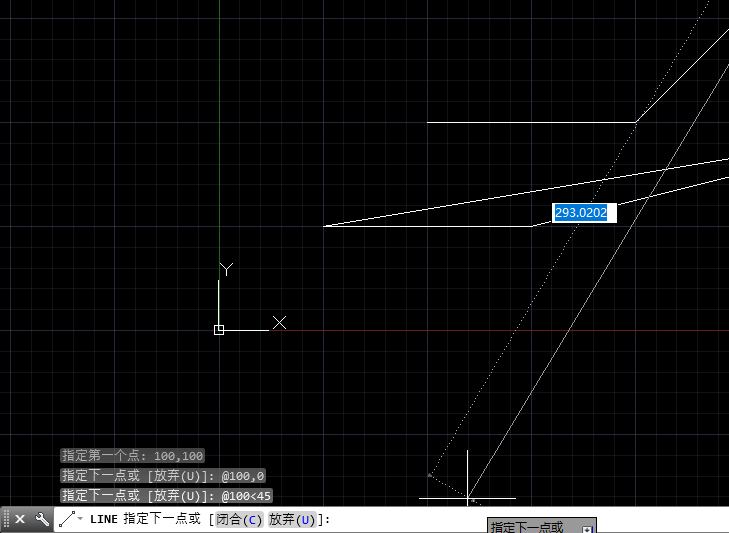 293.0202
Y
X
指定第一个点: 100,100
指定下一点或 [放弃(U)]: @100,0
指定下一点或 [放弃(U)]: @100<45
LINE 指定下一点或 [闭合(C) 放弃(U)]:
指定下一点或